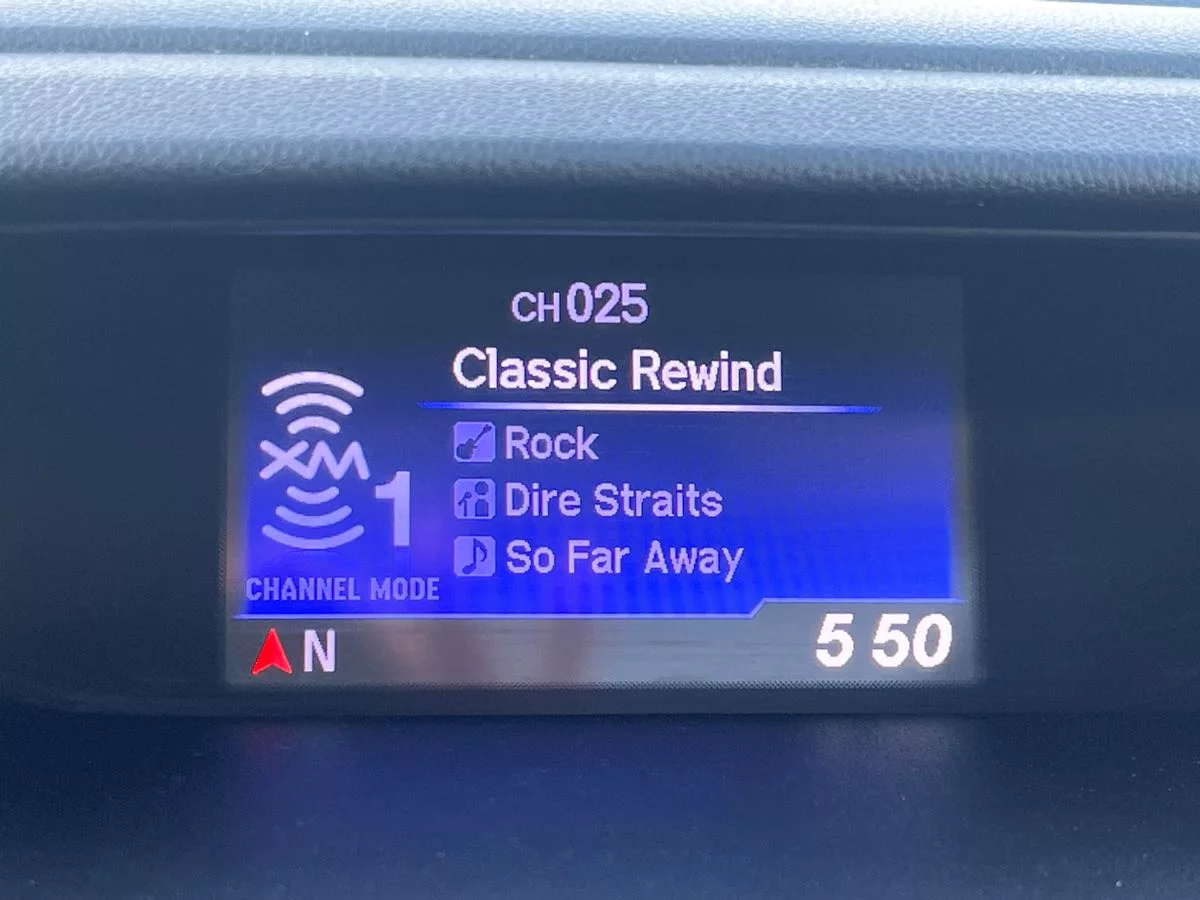 CH 025
Classic Rewind
Rock
XM 1
Dire Straits
So Far Away
CHANNEL MODE
N
5 50